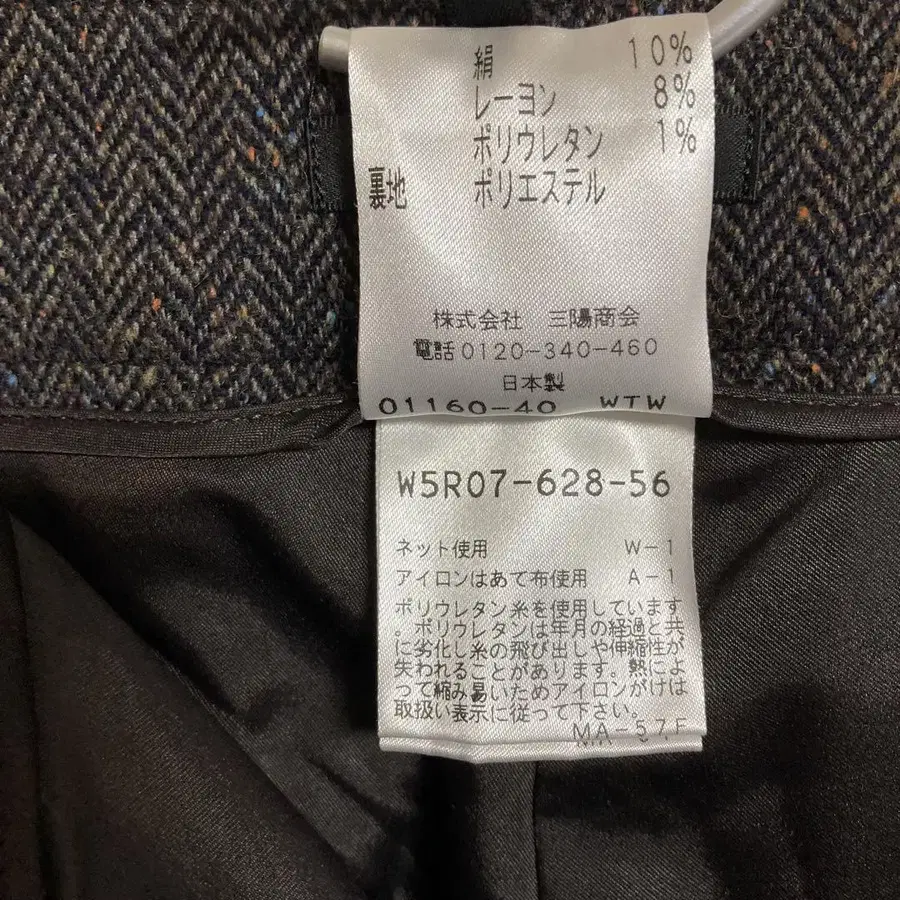 絹 10%
レーヨン 8%
ポリウレタン 1%
裏地 ポリエステル
株式会社 三陽商会
電話0120-340-460
日本製
01160-40 WTW
W5R07-628-56
ネット使用 W-1
アイロンはあて布使用 A-1
ポリウレタン糸を使用しています
。ポリウレタンは年月の経過と共
に劣化し糸の飛び出しや伸縮性が
失われることがあります。熱によ
って縮み易いためアイロンがけは
取扱い表示に従って下さい。
MA-57,F